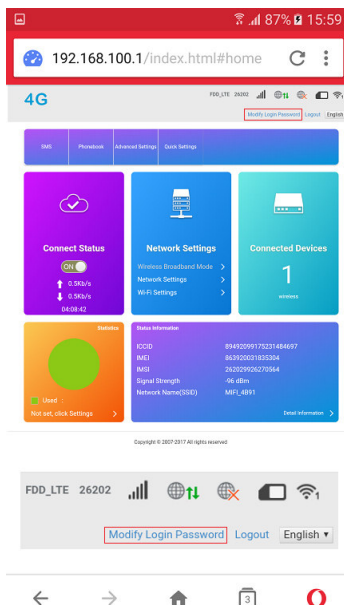 87% 15:59
192.168.100.1/index.html#home
4G
FDD_LTE 26202
Modify Login Password Logout English
SMS Phonebook Advanced Settings Quick Settings
Connect Status
ON
0.5Kb/s
0.5Kb/s
04:08:42
Network Settings
Wireless Broadband Mode >
Network Settings >
Wi-Fi Settings >
Connected Devices
1
wireless
Statistics
Used :
Not set, click Settings >
Status Information
ICCID 89492099175231484697
IMEI 863920031835304
IMSI 262029926270564
Signal Strength -96 dBm
Network Name(SSID) MIFI_4B91
Detail Information >
Copyright © 2007-2017 All rights reserved
FDD_LTE 26202 1
Modify Login Password Logout English
3